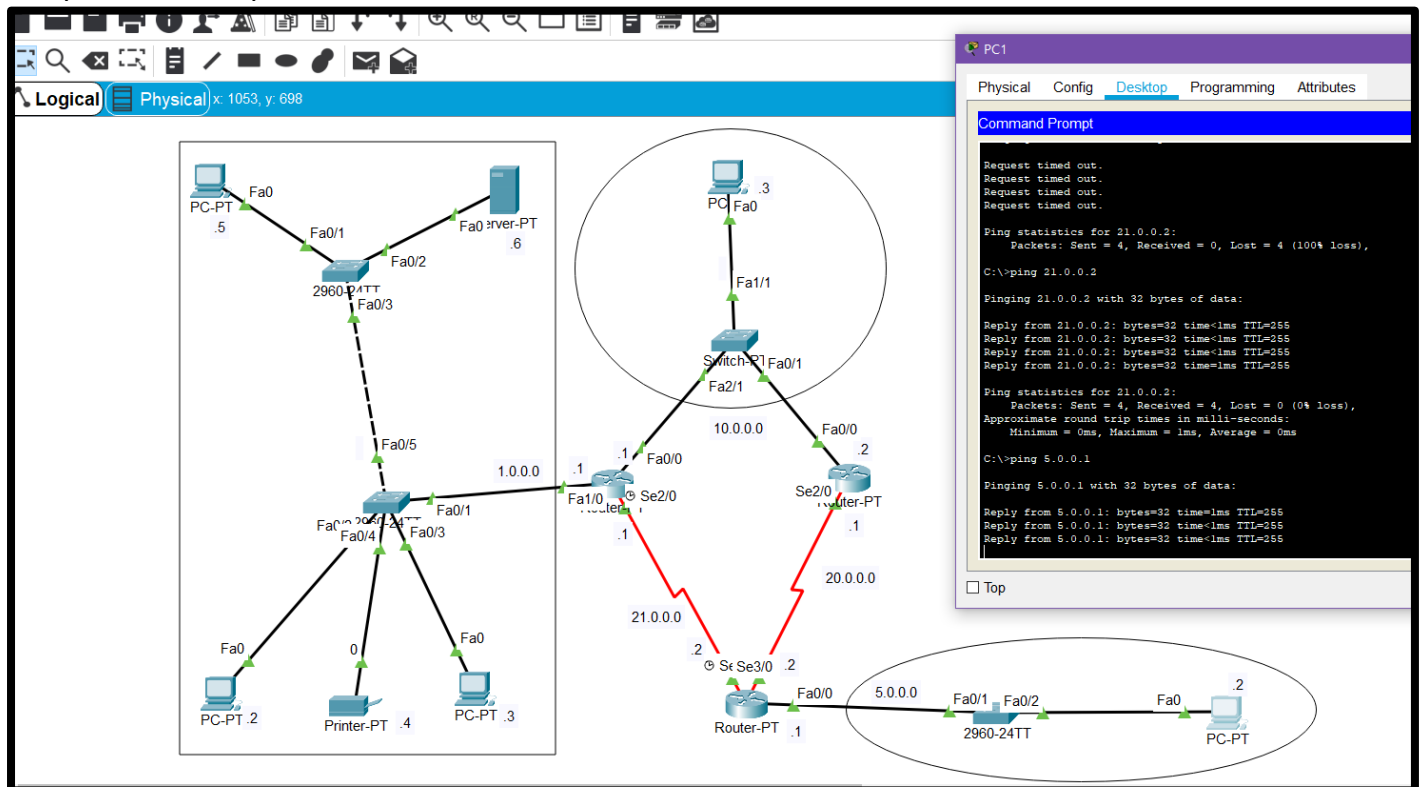 Logical
Physical
x: 1053, y: 698
PC1
Physical Config Desktop Programming Attributes
Command Prompt
Request timed out.
Request timed out.
Request timed out.
Request timed out.
Ping statistics for 21.0.0.2:
Packets: Sent = 4, Received = 0, Lost = 4 (100% loss),
C:\>ping 21.0.0.2
Pinging 21.0.0.2 with 32 bytes of data:
Reply from 21.0.0.2: bytes=32 time<1ms TTL=255
Reply from 21.0.0.2: bytes=32 time<1ms TTL=255
Reply from 21.0.0.2: bytes=32 time<1ms TTL=255
Reply from 21.0.0.2: bytes=32 time=1ms TTL=255
Ping statistics for 21.0.0.2:
Packets: Sent = 4, Received = 4, Lost = 0 (0% loss),
Approximate round trip times in milli-seconds:
Minimum = 0ms, Maximum = 1ms, Average = 0ms
C:\>ping 5.0.0.1
Pinging 5.0.0.1 with 32 bytes of data:
Reply from 5.0.0.1: bytes=32 time=1ms TTL=255
Reply from 5.0.0.1: bytes=32 time<1ms TTL=255
Reply from 5.0.0.1: bytes=32 time<1ms TTL=255
Top
Fa0
PC-PT
.5
Fa0/1
Fa0
erver-PT
.6
Fa0/2
2960-24TT
Fa0/3
Fa0/5
Fa0/1
2960-24TT
Fa0/4
Fa0/3
Fa0
PC-PT .2
0
Printer-PT .4
Fa0
PC-PT .3
1.0.0.0
.3
PC Fa0
Fa1/1
Switch-PT
Fa0/1
Fa2/1
10.0.0.0
.1
Fa0/0
.1
Fa1/0
Se2/0
.1
Fa0/0
.2
Se2/0
Router-PT
.1
20.0.0.0
21.0.0.0
.2
Se3/0
.2
Router-PT .1
Fa0/0
5.0.0.0
Fa0/1
Fa0/2
2960-24TT
Fa0
.2
PC-PT